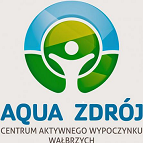 AQUA ZDRÓJ
CENTRUM AKTYWNEGO WYPOCZYNKU
WAŁBRZYCH